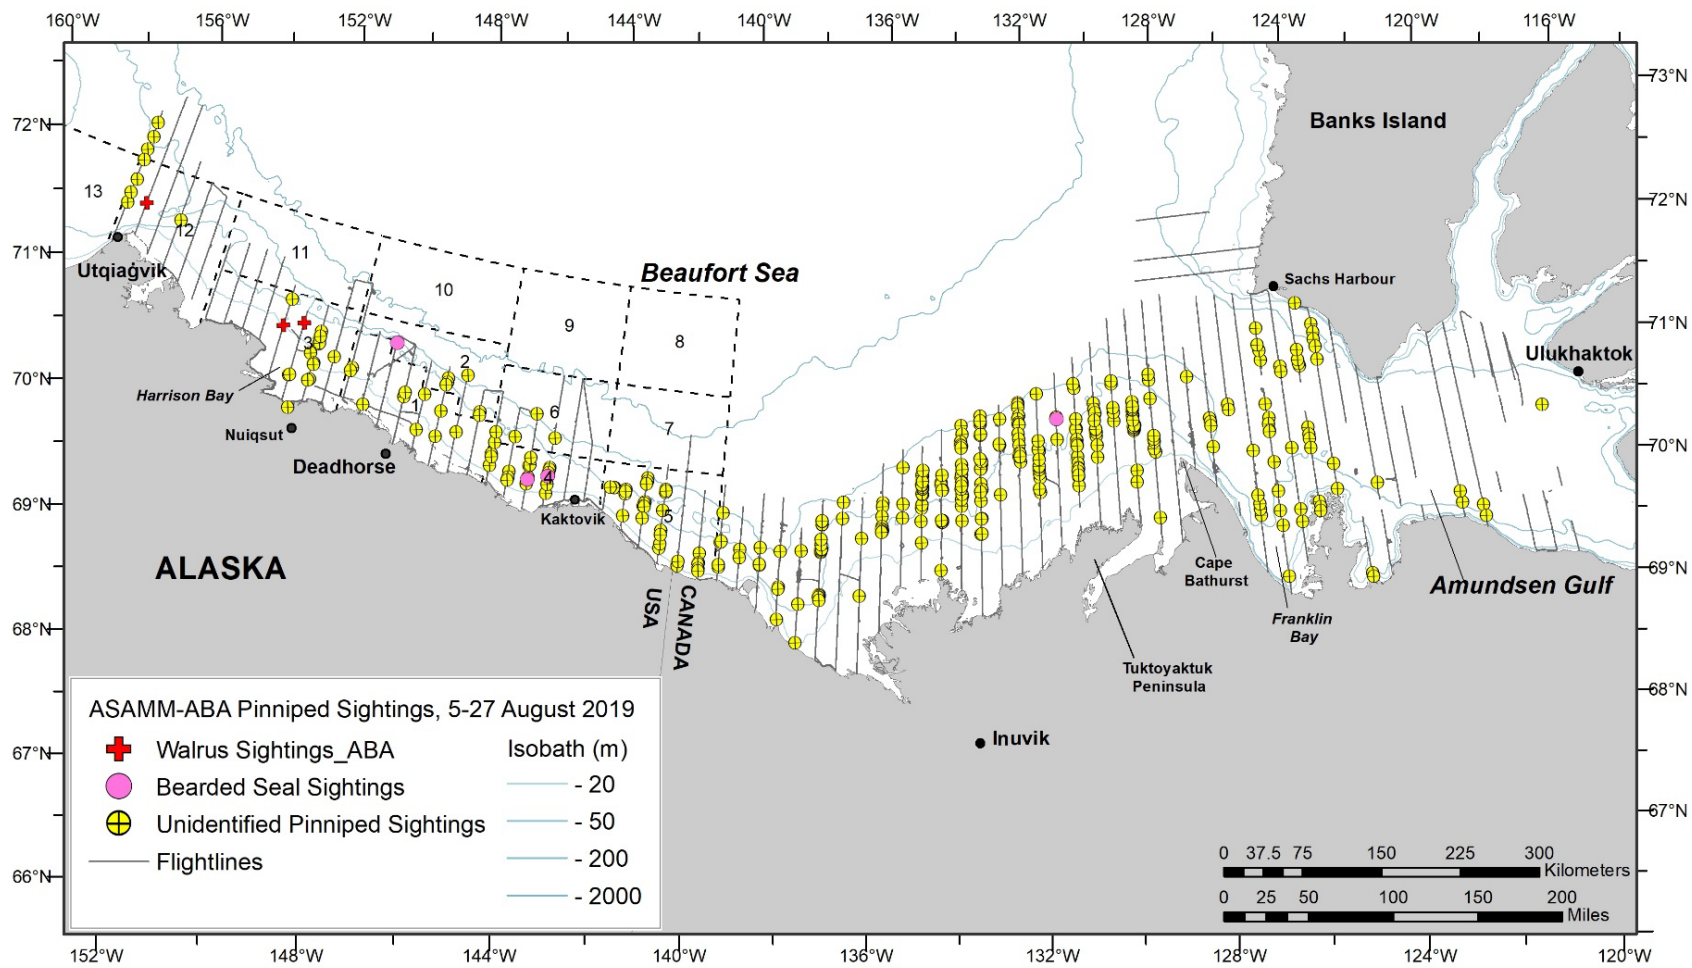 160°W 156°W 152°W 148°W 144°W 140°W 136°W 132°W 128°W 124°W 120°W 116°W
73°N
Banks Island
72°N
13
72°N
12
71°N
11
Utqiaġvik
Beaufort Sea
Sachs Harbour
10
9
8
71°N
3
2
Ulukhaktok
70°N
Harrison Bay
1
6
7
Nuiqsut
70°N
Deadhorse
4
69°N
Kaktovik
5
ALASKA
Cape
Bathurst
69°N
Amundsen Gulf
USA
CANADA
Franklin
Bay
68°N
Tuktoyaktuk
Peninsula
68°N
ASAMM-ABA Pinniped Sightings, 5-27 August 2019
Inuvik
67°N
Walrus Sightings_ABA
Isobath (m)
Bearded Seal Sightings
- 20
Unidentified Pinniped Sightings
- 50
67°N
Flightlines
- 200
- 2000
0 37.5 75 150 225 300
Kilometers
66°N
0 25 50 100 150 200
Miles
152°W 148°W 144°W 140°W 136°W 132°W 128°W 124°W 120°W